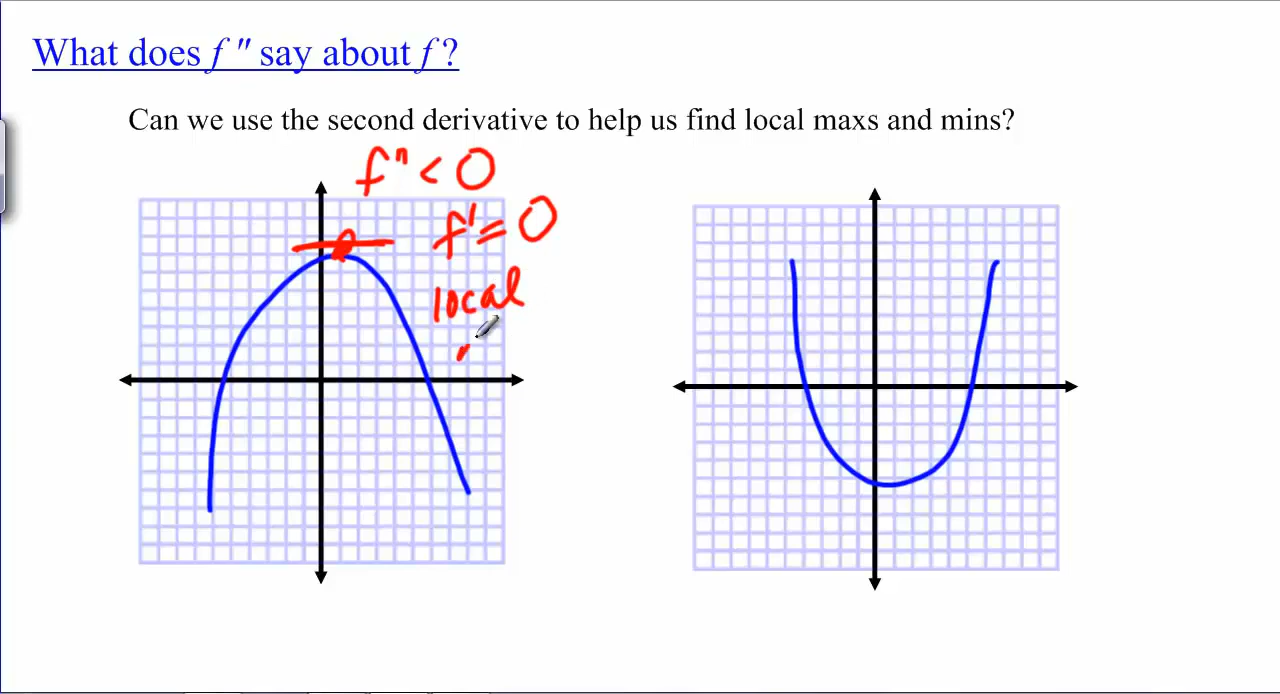 What does f ″ say about f ?
Can we use the second derivative to help us find local maxs and mins?
f″ < 0
f′ = 0
local